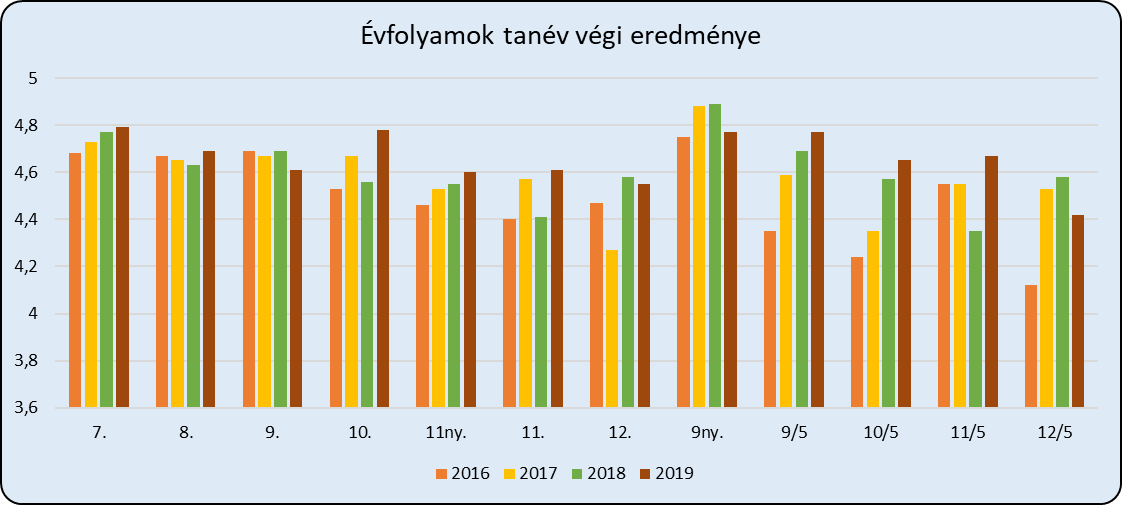 Évfolyamok tanév végi eredménye
5
4,8
4,6
4,4
4,2
4
3,8
3,6
7. 8. 9. 10. 11ny. 11. 12. 9ny. 9/5 10/5 11/5 12/5
2016 2017 2018 2019